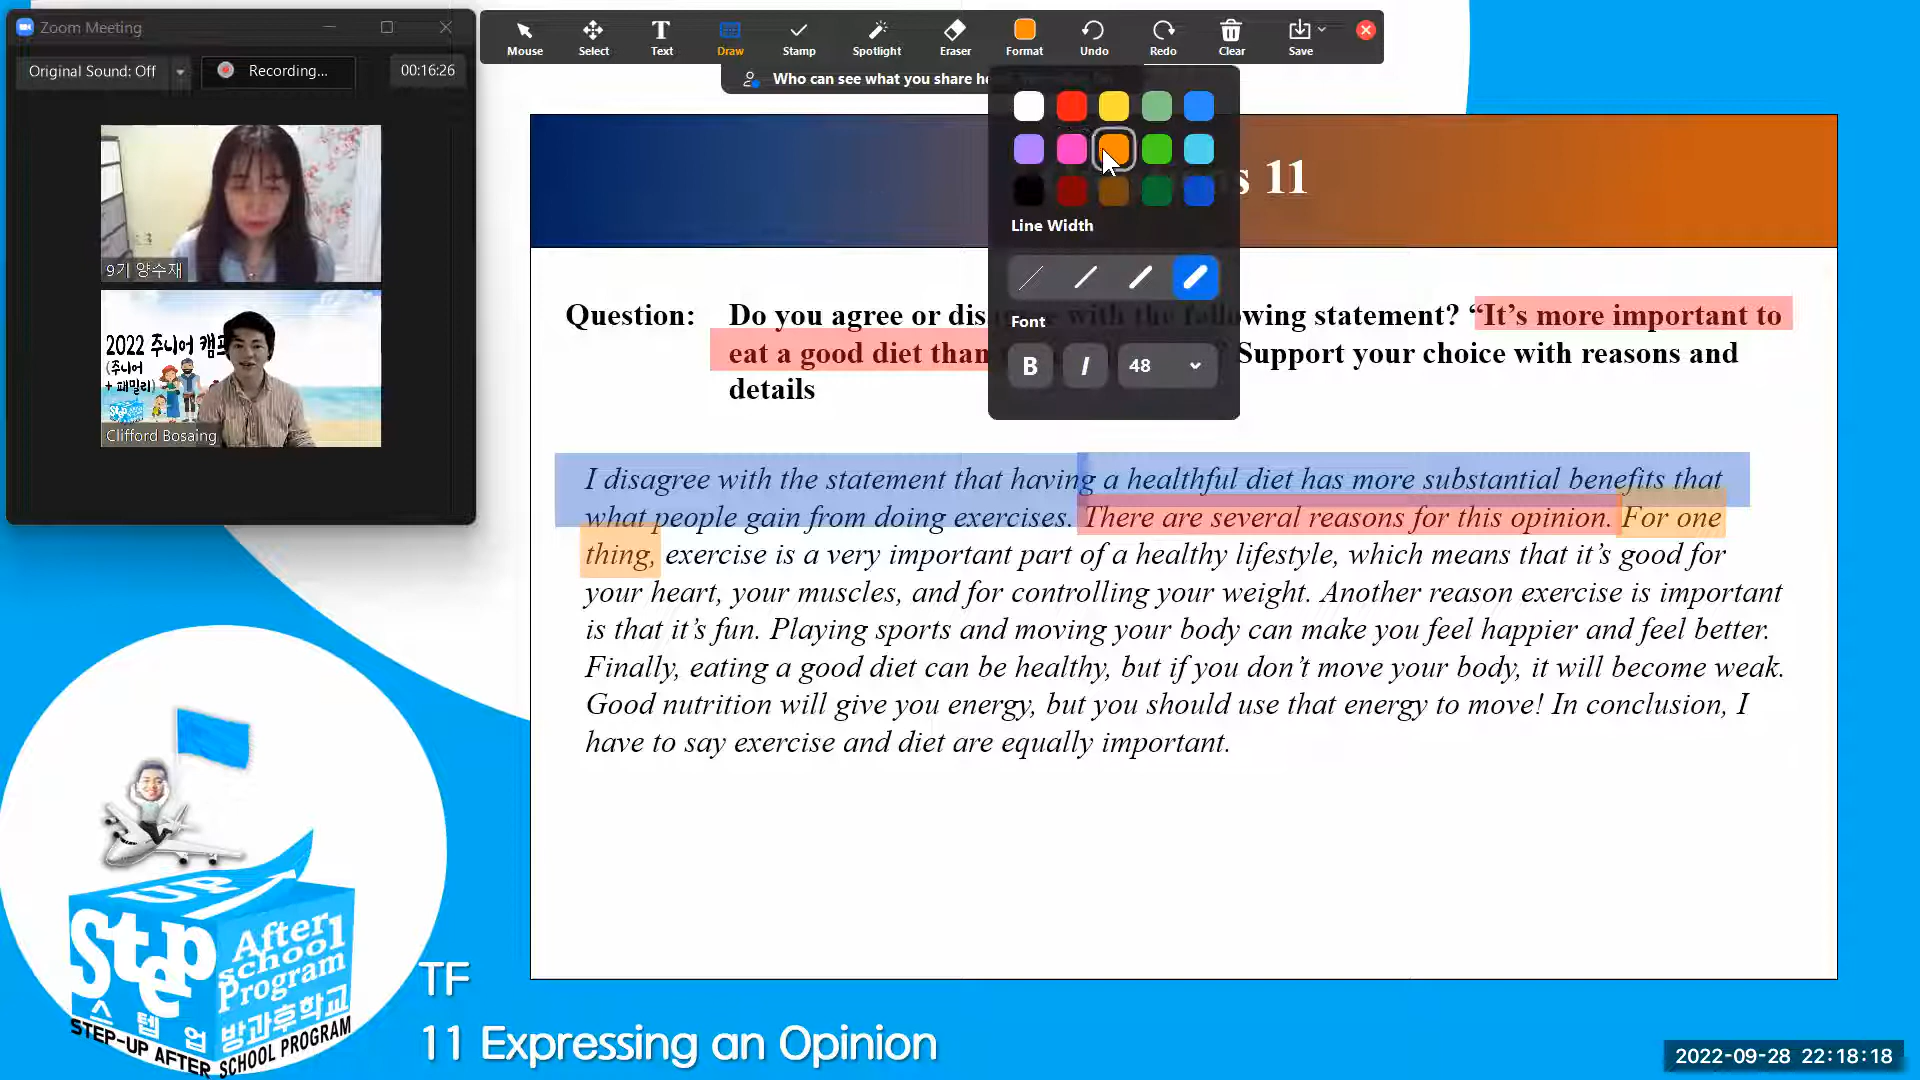 Zoom Meeting
Original Sound: Off
Recording...
00:16:26
9기 양수재
2022 주니어 캠프
(주니어
+ 패밀리)
Clifford Bosaing
Mouse
Select
Text
Draw
Stamp
Spotlight
Eraser
Format
Undo
Redo
Clear
Save
Who can see what you share he
Line Width
Font
B
I
48
s 11
Question:
Do you agree or disagree with the following statement? “It’s more important to
eat a good diet than
Support your choice with reasons and
details
I disagree with the statement that having a healthful diet has more substantial benefits that
what people gain from doing exercises. There are several reasons for this opinion. For one
thing, exercise is a very important part of a healthy lifestyle, which means that it’s good for
your heart, your muscles, and for controlling your weight. Another reason exercise is important
is that it’s fun. Playing sports and moving your body can make you feel happier and feel better.
Finally, eating a good diet can be healthy, but if you don’t move your body, it will become weak.
Good nutrition will give you energy, but you should use that energy to move! In conclusion, I
have to say exercise and diet are equally important.
UP
Step
스텝업
After
school
Program
방과후학교
STEP-UP AFTER SCHOOL PROGRAM
TF
11 Expressing an Opinion
2022-09-28 22:18:18